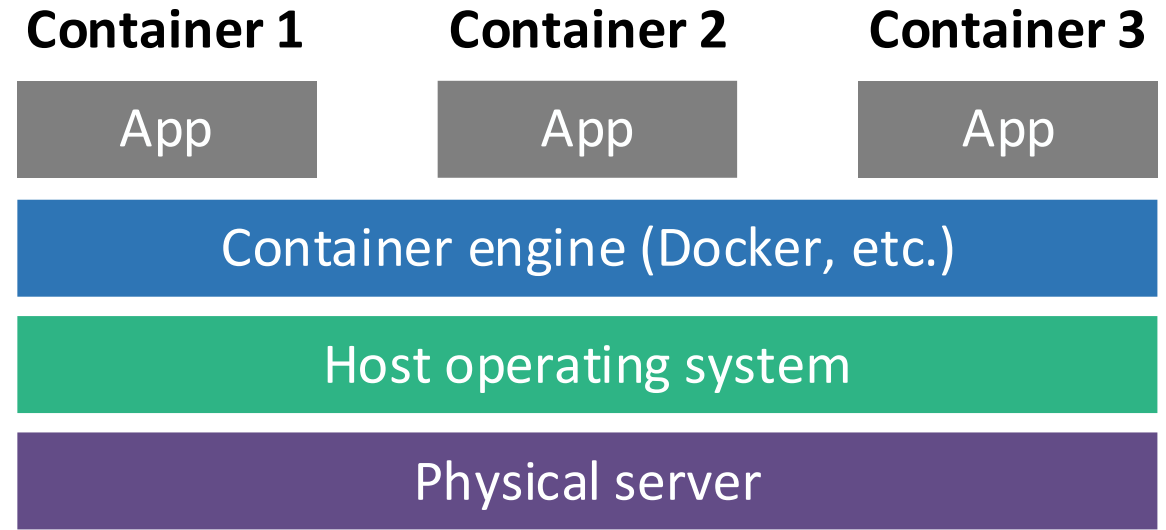 Container 1
Container 2
Container 3
App
App
App
Container engine (Docker, etc.)
Host operating system
Physical server